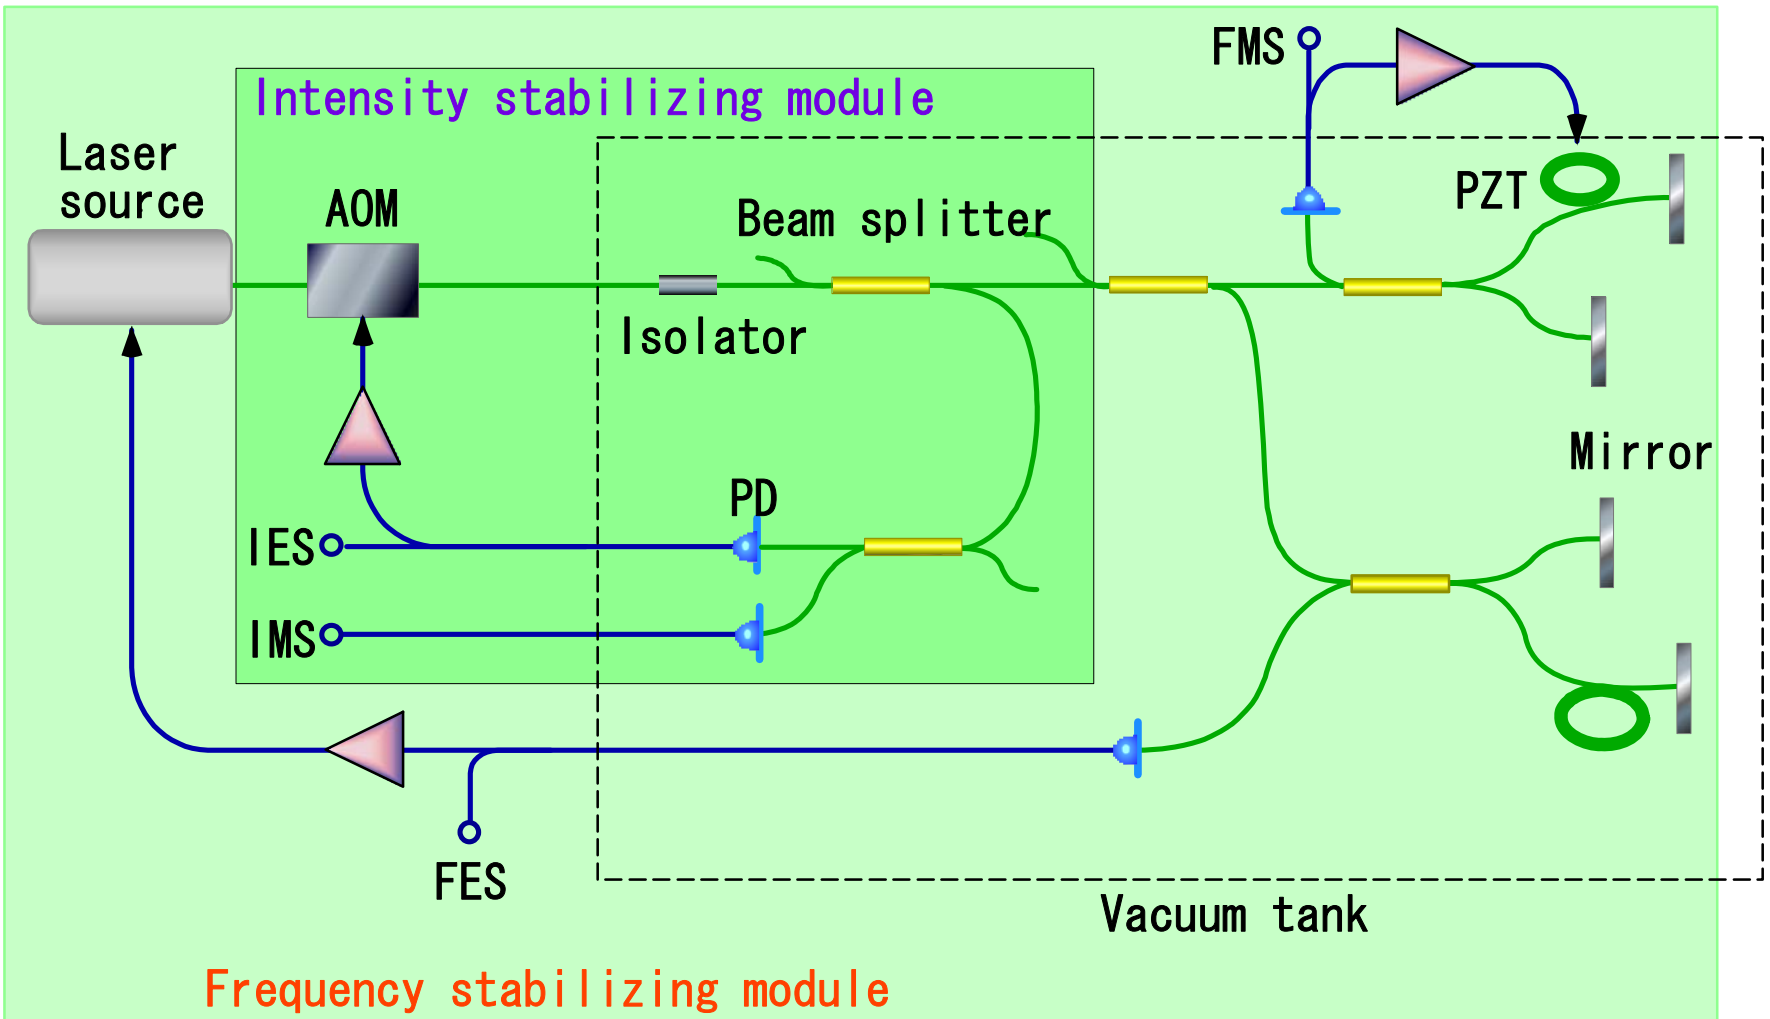 FMS
Intensity stabilizing module
Laser
source
AOM
PZT
Beam splitter
Isolator
Mirror
PD
IES
IMS
FES
Vacuum tank
Frequency stabilizing module